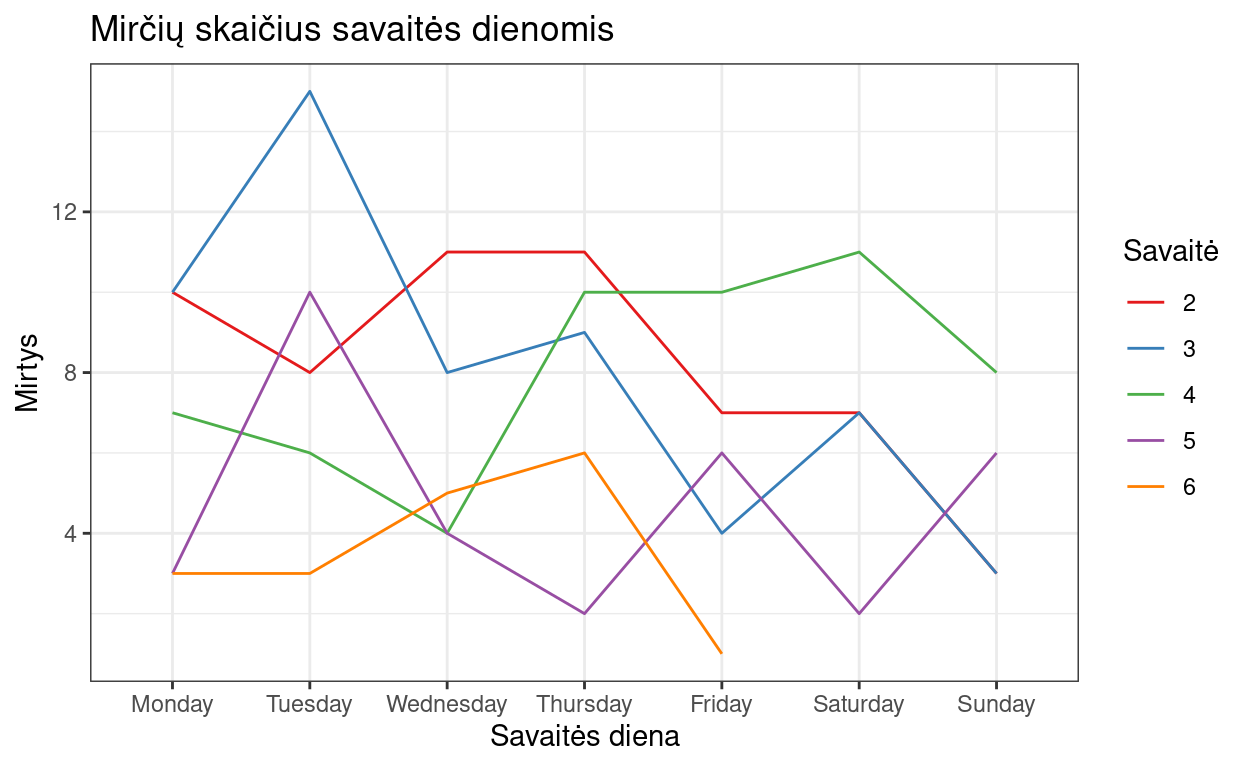 Mirčių skaičius savaitės dienomis
12
8
4
Mirtys
Monday Tuesday Wednesday Thursday Friday Saturday Sunday
Savaitės diena
Savaitė
2
3
4
5
6